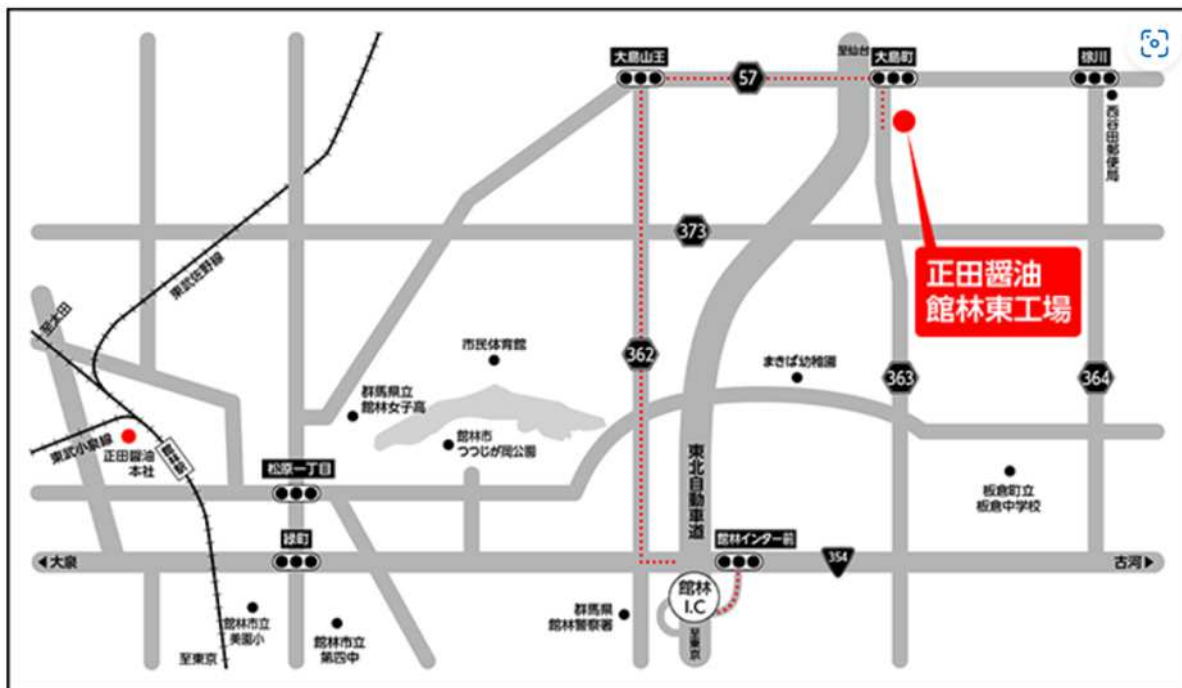 大島山王
57
至仙台
大島町
除川
西谷田郵便局
373
東武佐野線
正田醤油
館林東工場
至太田
市民体育館
362
まきば幼稚園
363
364
群馬県立
館林女子高
館林市
つつじが岡公園
東武小泉線
正田醤油
本社
館林駅
松原一丁目
東北自動車道
板倉町立
板倉中学校
大泉
緑町
館林インター前
354
古河
館林
I.C
館林市立
美園小
館林市立
第四中
群馬県
館林警察署
至東京
至東京